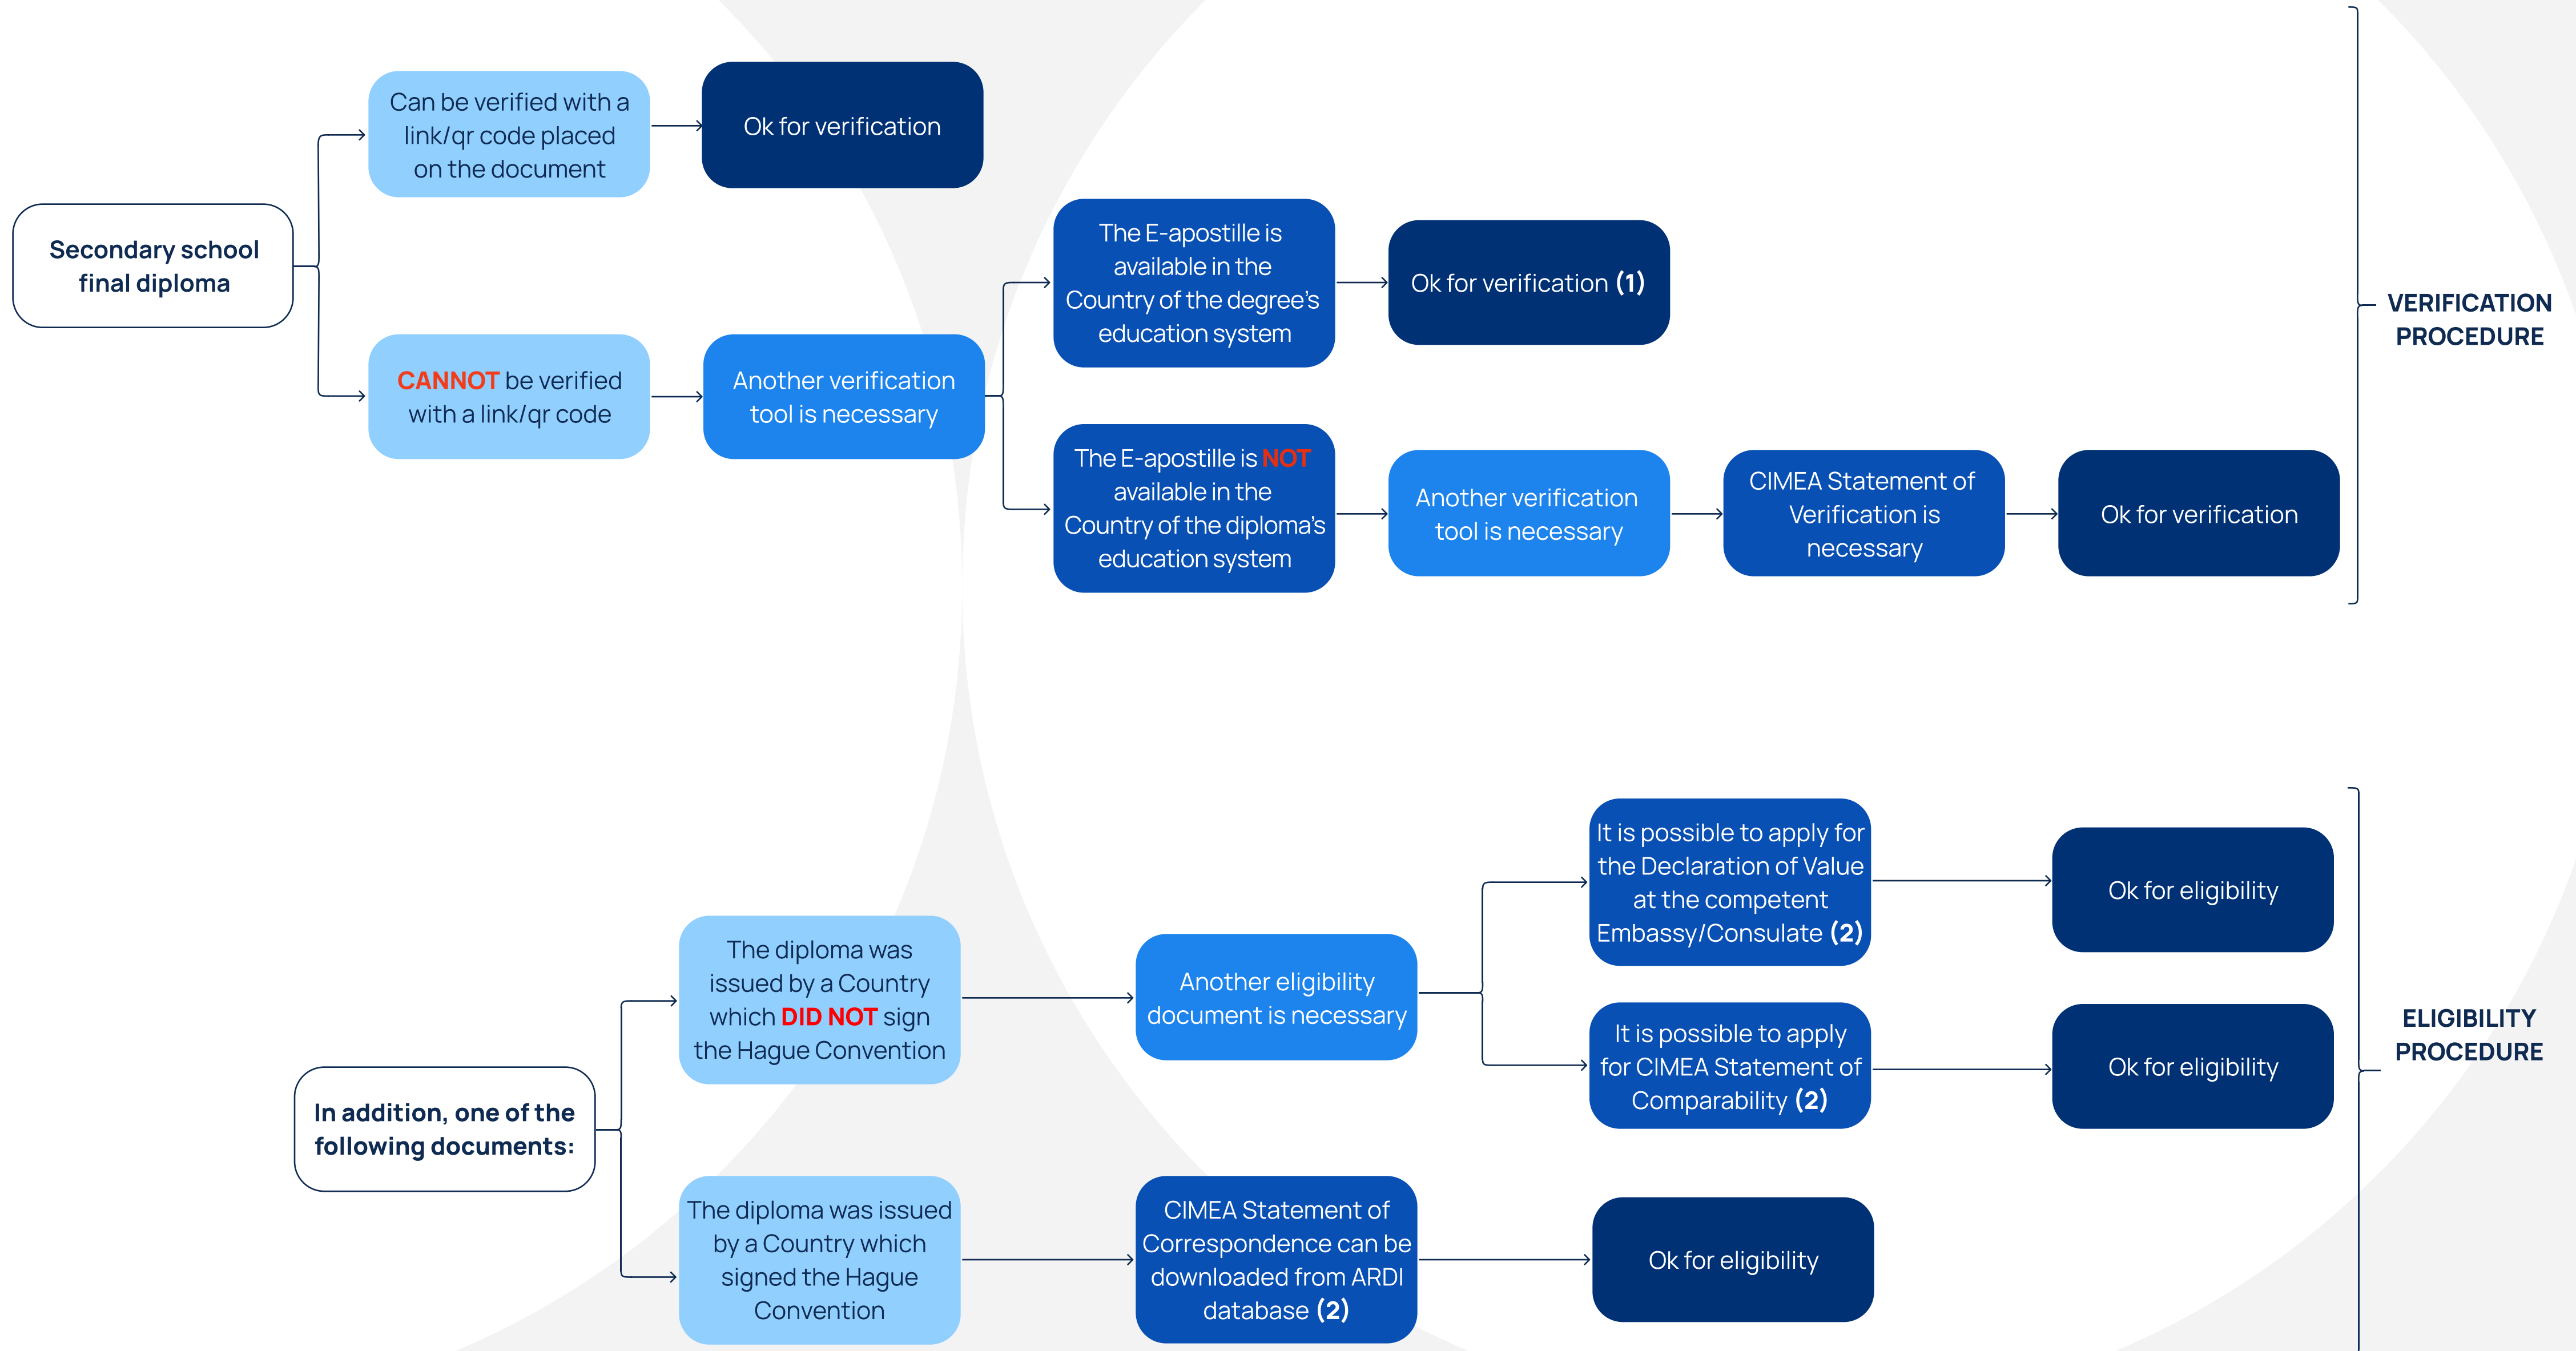 Can be verified with a
link/qr code placed
on the document
Ok for verification
Secondary school
final diploma
CANNOT be verified
with a link/qr code
Another verification
tool is necessary
The E-apostille is
available in the
Country of the degree's
education system
Ok for verification (1)
The E-apostille is NOT
available in the
Country of the diploma's
education system
Another verification
tool is necessary
CIMEA Statement of
Verification is
necessary
Ok for verification
VERIFICATION
PROCEDURE
In addition, one of the
following documents:
The diploma was
issued by a Country
which DID NOT sign
the Hague Convention
Another eligibility
document is necessary
It is possible to apply for
the Declaration of Value
at the competent
Embassy/Consulate (2)
Ok for eligibility
It is possible to apply
for CIMEA Statement of
Comparability (2)
Ok for eligibility
The diploma was issued
by a Country which
signed the Hague
Convention
CIMEA Statement of
Correspondence can be
downloaded from ARDI
database (2)
Ok for eligibility
ELIGIBILITY
PROCEDURE